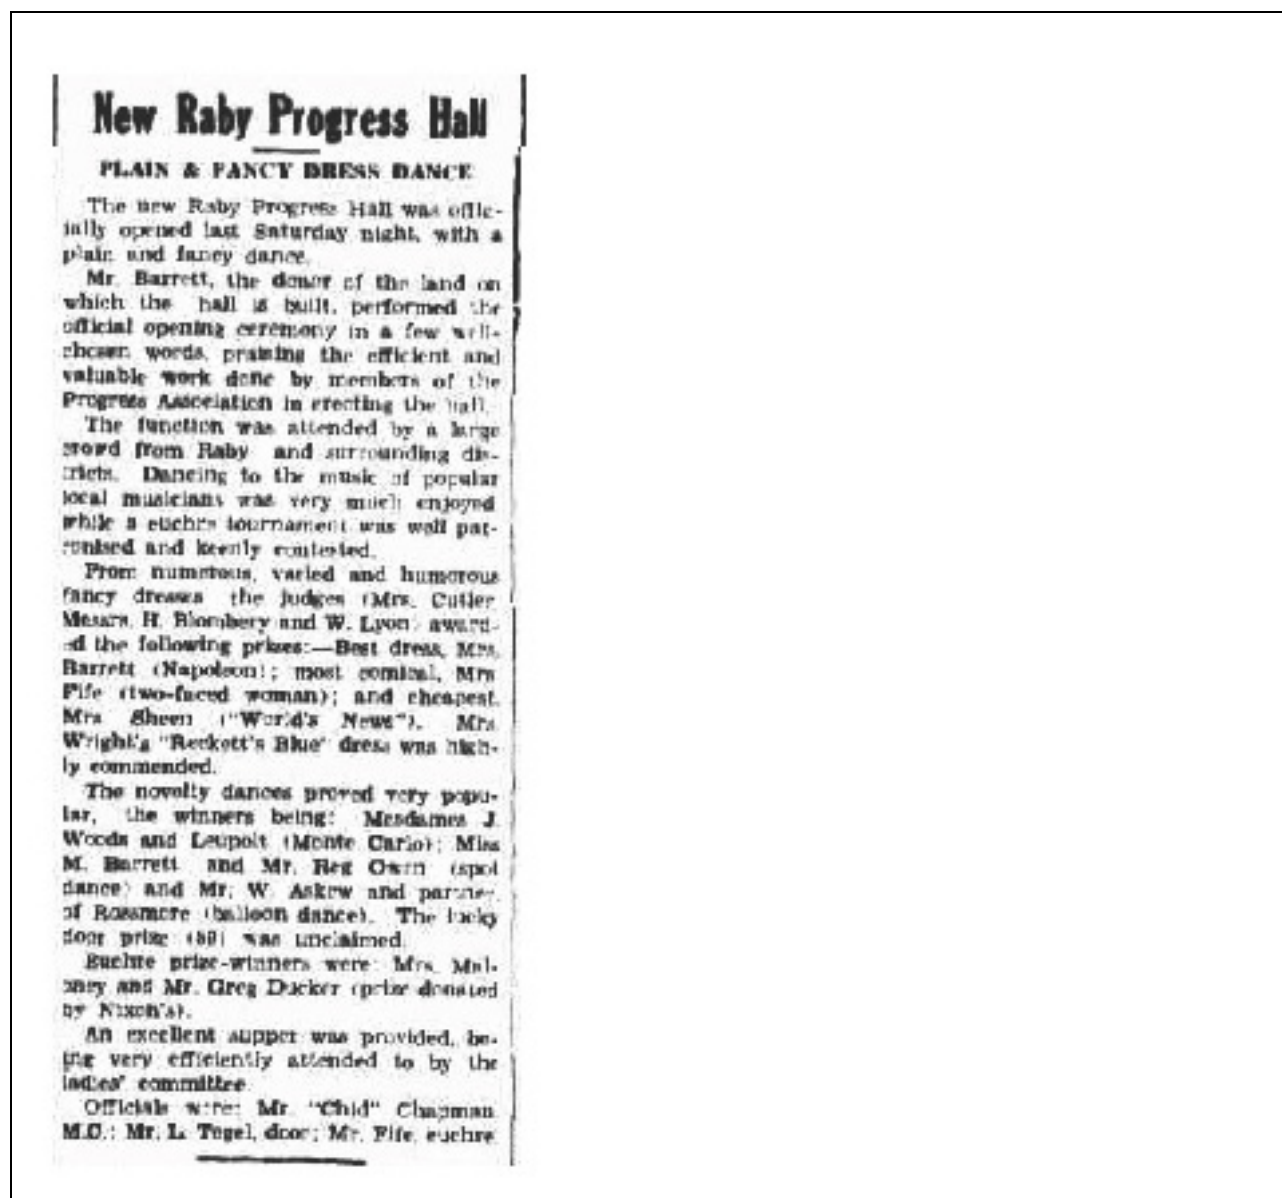 New Raby Progress Hall
PLAIN & FANCY DRESS DANCE
The new Raby Progress Hall was offic-
ially opened last Saturday night, with a
plain and fancy dance.
Mr. Barrett, the donor of the land on
which the hall is built, performed the
official opening ceremony in a few well-
chosen words, praising the efficient and
valuable work done by members of the
Progress Association in erecting the hall.
The function was attended by a large
crowd from Raby and surrounding dis-
tricts. Dancing to the music of popular
local musicians was very much enjoyed
while a euchre tournament was well pat-
ronised and keenly contested.
From numerous, varied and humorous
fancy dresses the judges (Mrs. Cutler
Messrs. H. Blombery and W. Lyon) award-
ed the following prizes:—Best dress, Mrs.
Barrett (Napoleon); most comical, Mrs
Fife (two-faced woman); and cheapest,
Mrs Sheen ("World's News"). Mrs
Wright's "Reckett's Blue" dress was high-
ly commended.
The novelty dances proved very popu-
lar, the winners being: Mesdames J.
Woods and Leupolt (Monte Carlo); Miss
M. Barrett and Mr. Reg Owen (spot
dance) and Mr. W. Askew and partner,
of Rossmore (balloon dance). The lucky
door prize was unclaimed.
Euchre prize-winners were: Mrs. Mal-
oney and Mr. Greg Ducker (prize donated
by Nixon's).
An excellent supper was provided, be-
ing very efficiently attended to by the
ladies' committee.
Officials were: Mr. "Chid" Chapman
M.C.; Mr. L. Togel, door; Mr. Fife, euchre.